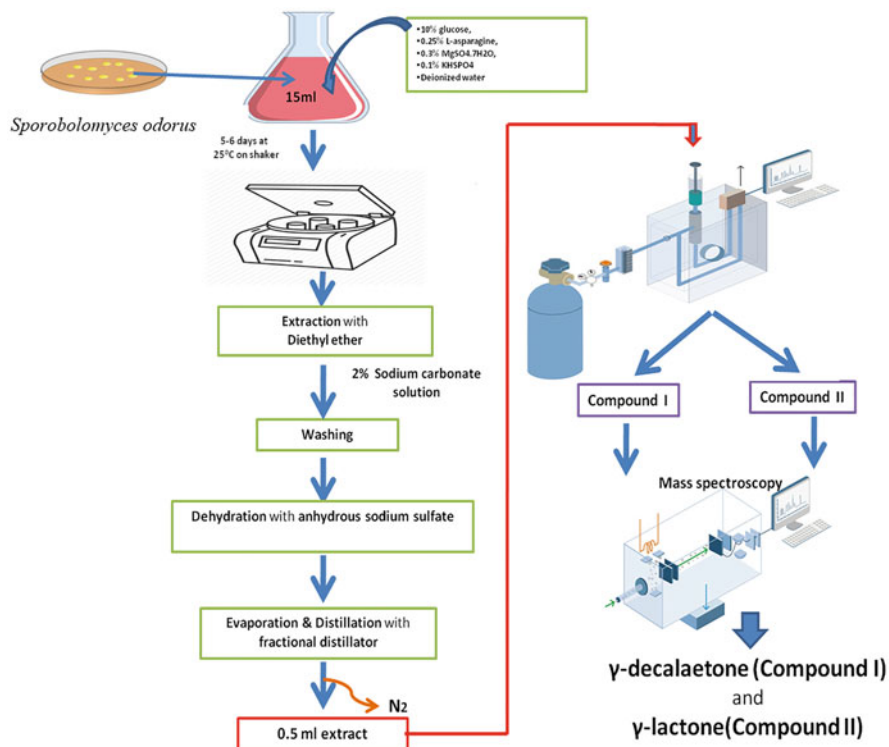 •10% glucose,
•0.25% L-asparagine,
•0.3% MgSO4.7H2O,
•0.1% KHSPO4
•Deionized water
15ml
Sporobolomyces odorus
5-6 days at
25°C on shaker
Extraction with
Diethyl ether
2% Sodium carbonate
solution
Washing
Dehydration with anhydrous sodium sulfate
Evaporation & Distillation with
fractional distillator
N2
0.5 ml extract
Compound I
Compound II
Mass spectroscopy
γ-decalaetone (Compound I)
and
γ-lactone(Compound II)